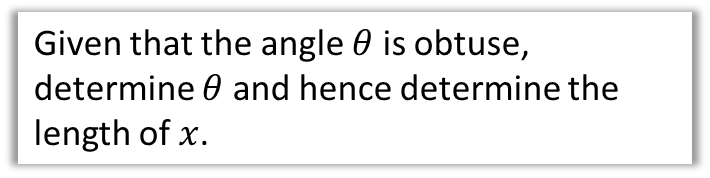 Given that the angle 𝜃 is obtuse,
determine 𝜃 and hence determine the
length of 𝑥.